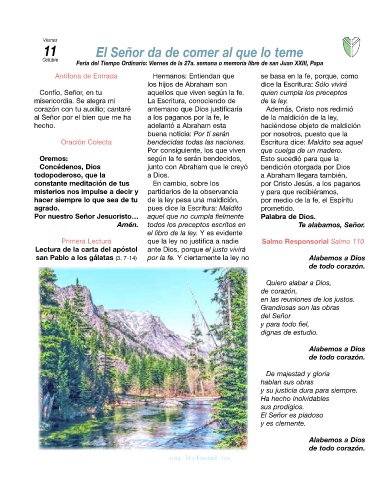 Viernes
11
Octubre
El Señor da de comer al que lo teme
Feria del Tiempo Ordinario: Viernes de la 27a. semana o memoria libre de san Juan XXIII, Papa
Antífona de Entrada
Confío, Señor, en tu
misericordia. Se alegra mi
corazón con tu auxilio; cantaré
al Señor por el bien que me ha
hecho.
Oración Colecta
Oremos:
Concédenos, Dios
todopoderoso, que la
constante meditación de tus
misterios nos impulse a decir y
hacer siempre lo que sea de tu
agrado.
Por nuestro Señor Jesucristo…
Amén.
Primera Lectura
Lectura de la carta del apóstol
san Pablo a los gálatas (3, 7-14)
Hermanos: Entiendan que
los hijos de Abraham son
aquellos que viven según la fe.
La Escritura, conociendo de
antemano que Dios justificaría
a los paganos por la fe, le
adelantó a Abraham esta
buena noticia: Por ti serán
bendecidas todas las naciones.
Por consiguiente, los que viven
según la fe serán bendecidos,
junto con Abraham que le creyó
a Dios.
En cambio, sobre los
partidarios de la observancia
de la ley pesa una maldición,
pues dice la Escritura: Maldito
aquel que no cumpla fielmente
todos los preceptos escritos en
el libro de la ley. Y es evidente
que la ley no justifica a nadie
ante Dios, porque el justo vivirá
por la fe. Y ciertamente la ley no
se basa en la fe, porque, como
dice la Escritura: Sólo vivirá
quien cumpla los preceptos
de la ley.
Además, Cristo nos redimió
de la maldición de la ley,
haciéndose objeto de maldición
por nosotros, puesto que la
Escritura dice: Maldito sea aquel
que cuelga de un madero.
Esto sucedió para que la
bendición otorgada por Dios
a Abraham llegara también,
por Cristo Jesús, a los paganos
y para que recibiéramos,
por medio de la fe, el Espíritu
prometido.
Palabra de Dios.
Te alabamos, Señor.
Salmo Responsorial Salmo 110
Alabemos a Dios
de todo corazón.
Quiero alabar a Dios,
de corazón,
en las reuniones de los justos.
Grandiosas son las obras
del Señor
y para todo fiel,
dignas de estudio.
Alabemos a Dios
de todo corazón.
De majestad y gloria
hablan sus obras
y su justicia dura para siempre.
Ha hecho inolvidables
sus prodigios.
El Señor es piadoso
y es clemente.
Alabemos a Dios
de todo corazón.